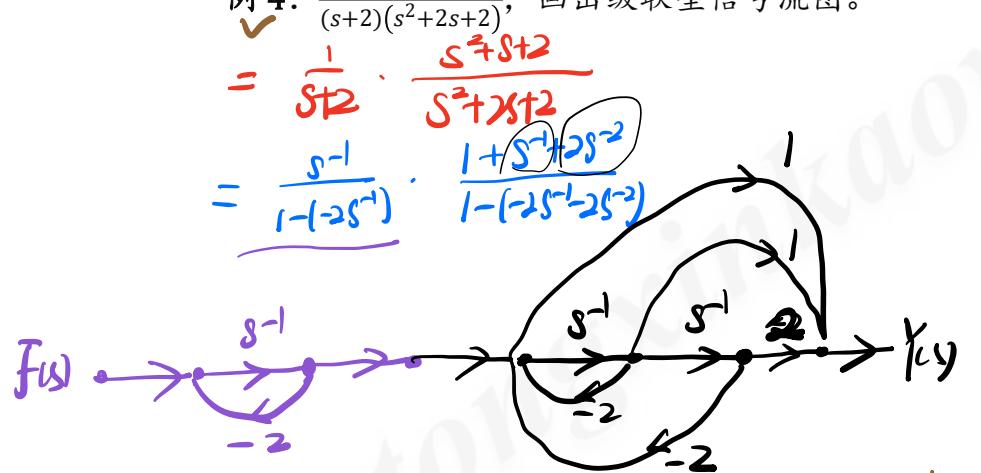 例 4: (s+2)(s²+2s+2), 画出级联型信号流图。
= 1/(s+2) · (s²+s+2)/(s²+2s+2)
= s⁻¹/(1-(-2s⁻¹)) · (1+s⁻¹+2s⁻²)/(1-(-2s⁻¹-2s⁻²))
1
1
s⁻¹ s⁻¹ s⁻¹ 2
F(s) Y(s)
-2 -2
-2
tongxinkao